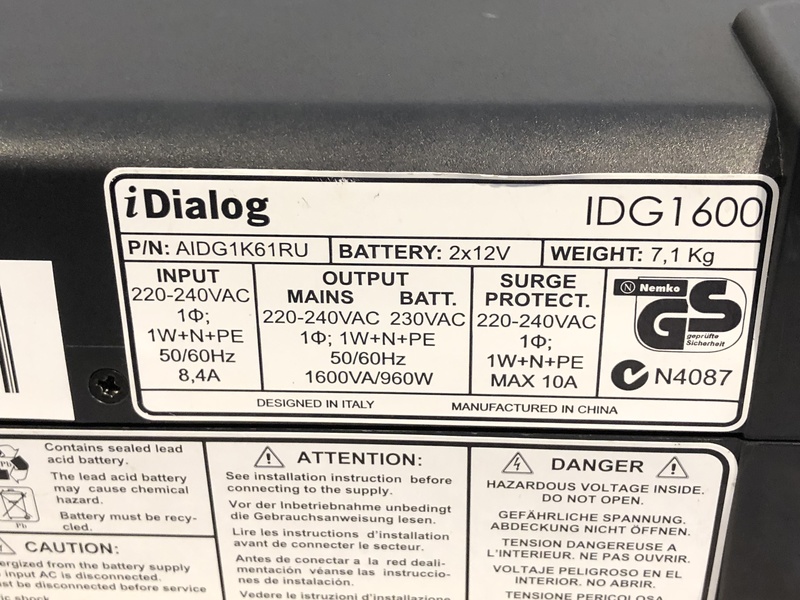 iDialog
IDG1600
P/N: AIDG1K61RU
BATTERY: 2x12V
WEIGHT: 7,1 Kg
INPUT
220-240VAC
1Φ;
1W+N+PE
50/60Hz
8,4A
OUTPUT
MAINS BATT.
220-240VAC 230VAC
1Φ; 1W+N+PE
50/60Hz
1600VA/960W
SURGE
PROTECT.
220-240VAC
1Φ;
1W+N+PE
MAX 10A
N Nemko
GS
geprüfte
Sicherheit
N4087
DESIGNED IN ITALY
MANUFACTURED IN CHINA
Contains sealed lead
acid battery.
The lead acid battery
may cause chemical
hazard.
Battery must be recy-
cled.
Pb
CAUTION:
from the battery supply
input AC is disconnected.
be disconnected before service
shock
ATTENTION:
See installation instruction before
connecting to the supply.
Vor der Inbetriebnahme unbedingt
die Gebrauchsanweisung lesen.
Lire les instructions d'installation
avant de connecter le secteur.
Antes de conectar a la red deali-
mentación véanse las instruccio-
nes de instalación.
Vedere le istruzioni d'installazione
DANGER
HAZARDOUS VOLTAGE INSIDE.
DO NOT OPEN.
GEFÄHRLICHE SPANNUNG.
ABDECKUNG NICHT ÖFFNEN.
TENSION DANGEREUSE A
L'INTERIEUR. NE PAS OUVRIR.
VOLTAJE PELIGROSO EN EL
INTERIOR. NO ABRIR.
TENSIONE PERICOLOSA